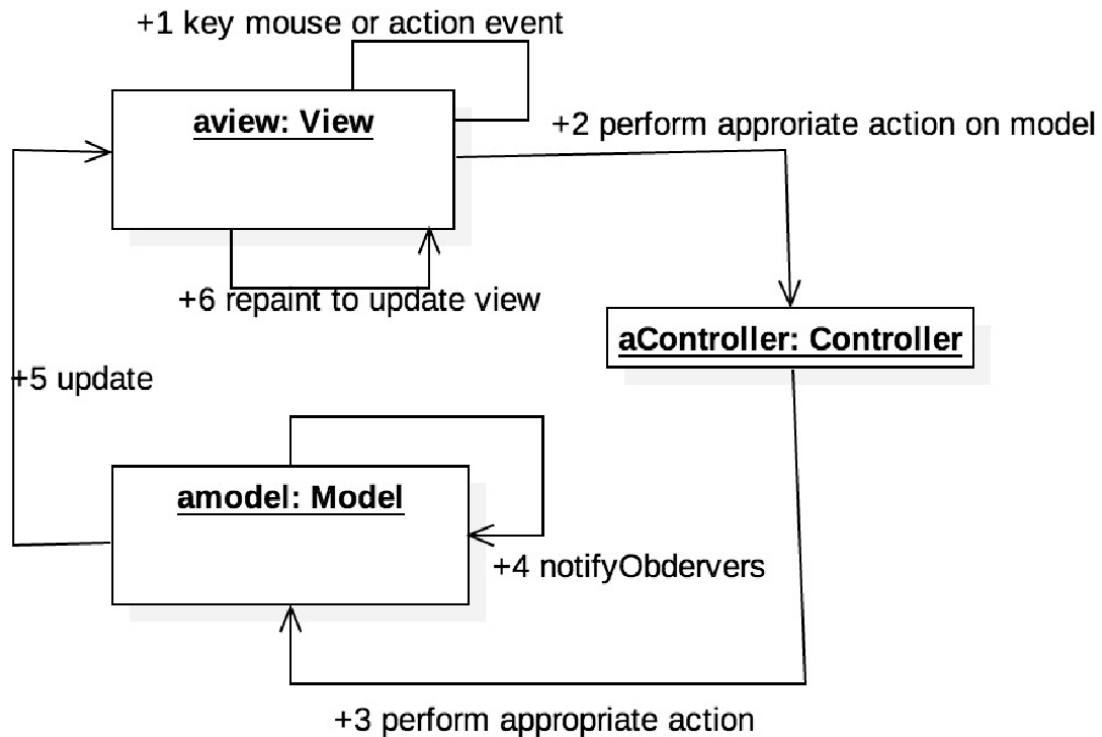 +1 key mouse or action event
aview: View
+2 perform approriate action on model
+6 repaint to update view
aController: Controller
+5 update
amodel: Model
+4 notifyObdervers
+3 perform appropriate action